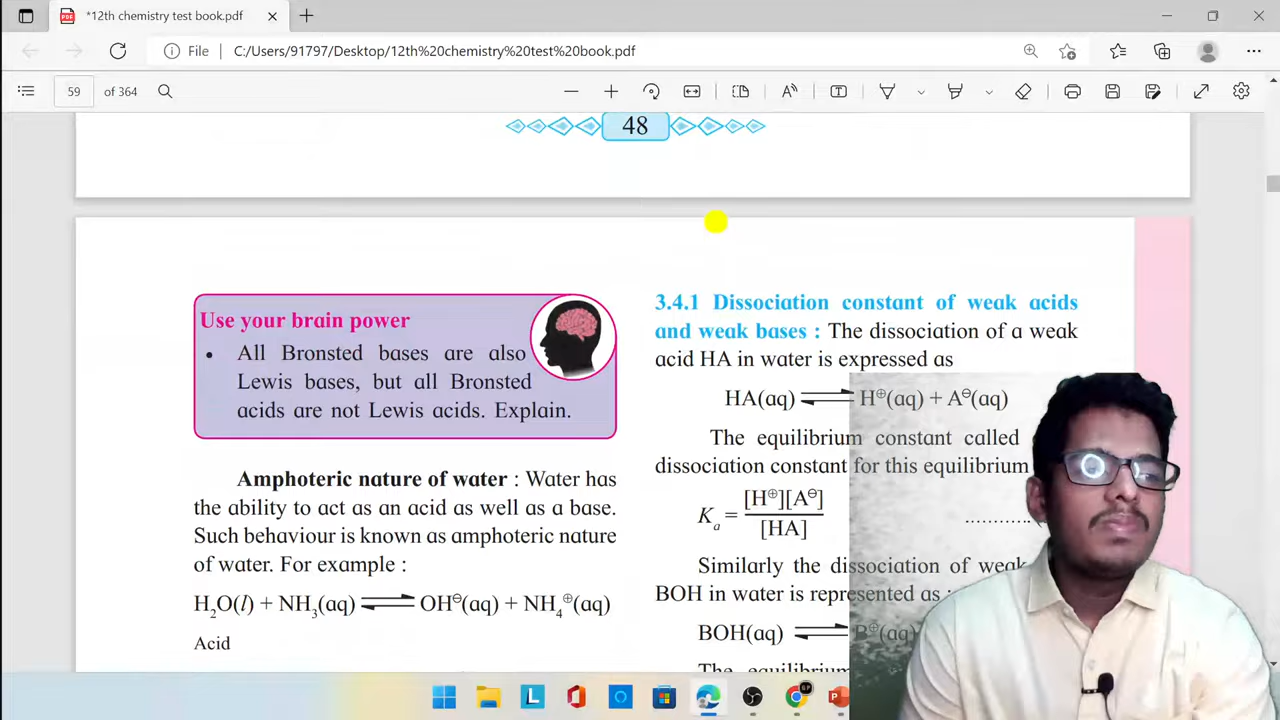 *12th chemistry test book.pdf
File
C:/Users/91797/Desktop/12th%20chemistry%20test%20book.pdf
59 of 364
48
Use your brain power
• All Bronsted bases are also
Lewis bases, but all Bronsted
acids are not Lewis acids. Explain.
Amphoteric nature of water : Water has
the ability to act as an acid as well as a base.
Such behaviour is known as amphoteric nature
of water. For example :
H₂O(l) + NH₃(aq) ⇌ OH⊖(aq) + NH₄⊕(aq)
Acid
3.4.1 Dissociation constant of weak acids
and weak bases : The dissociation of a weak
acid HA in water is expressed as
HA(aq) ⇌ H⊕(aq) + A⊖(aq)
The equilibrium constant called
dissociation constant for this equilibrium
Kₐ = [H⊕][A⊖]
[HA]
...........
Similarly the dissociation of weak
BOH in water is represented as :
BOH(aq) ⇌ B⊕(aq)
The equilibrium